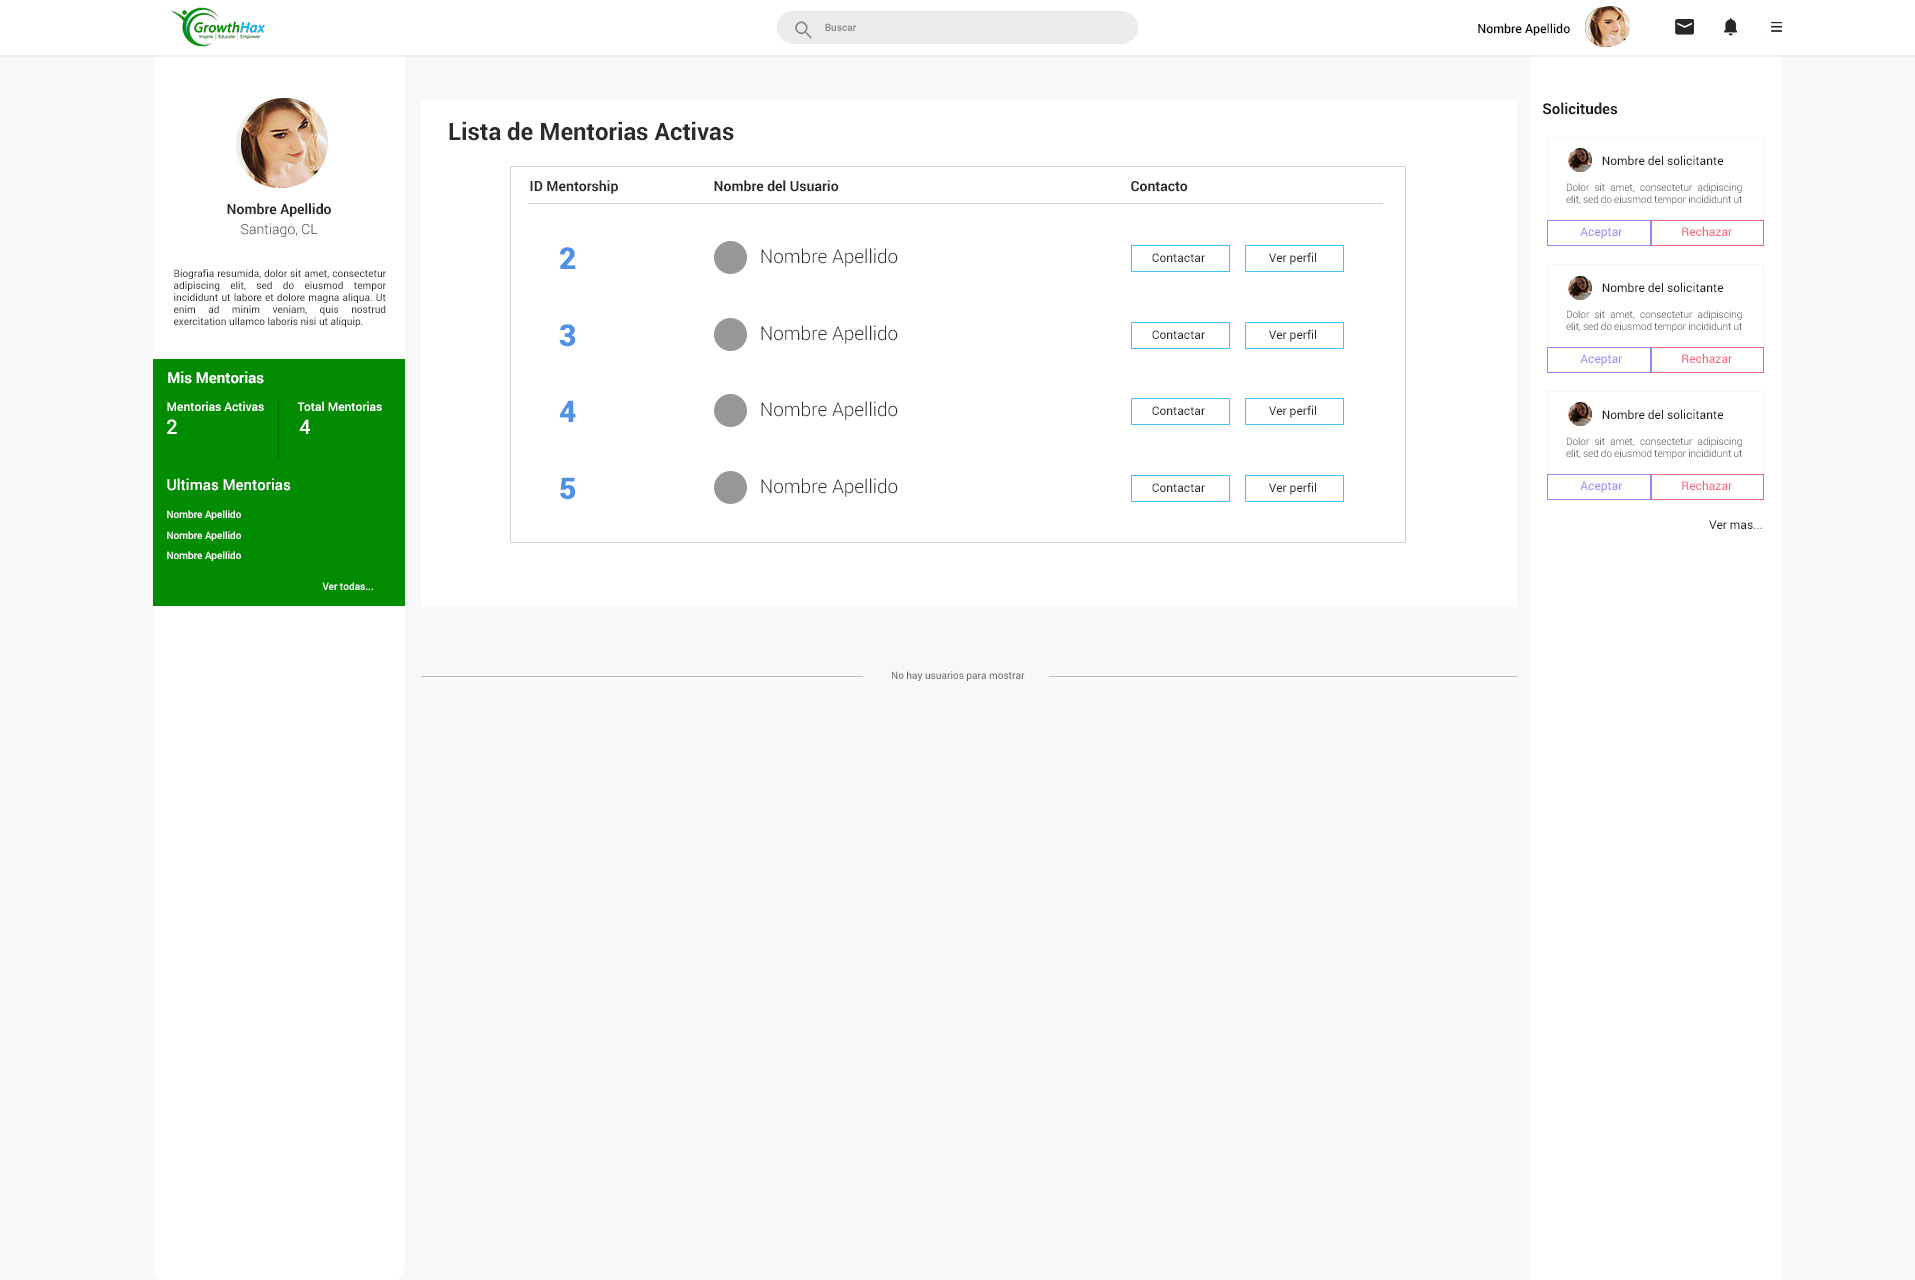 GrowthHax
Inspire | Educate | Empower
Buscar
Nombre Apellido
Nombre Apellido
Santiago, CL
Biografia resumida, dolor sit amet, consectetur
adipiscing elit, sed do eiusmod tempor
incididunt ut labore et dolore magna aliqua. Ut
enim ad minim veniam, quis nostrud
exercitation ullamco laboris nisi ut aliquip.
Mis Mentorias
Mentorias Activas Total Mentorias
2 4
Ultimas Mentorias
Nombre Apellido
Nombre Apellido
Nombre Apellido
Ver todas...
Lista de Mentorias Activas
ID Mentorship Nombre del Usuario Contacto
2 Nombre Apellido Contactar Ver perfil
3 Nombre Apellido Contactar Ver perfil
4 Nombre Apellido Contactar Ver perfil
5 Nombre Apellido Contactar Ver perfil
No hay usuarios para mostrar
Solicitudes
Nombre del solicitante
Dolor sit amet, consectetur adipiscing
elit, sed do eiusmod tempor incididunt ut
Aceptar Rechazar
Nombre del solicitante
Dolor sit amet, consectetur adipiscing
elit, sed do eiusmod tempor incididunt ut
Aceptar Rechazar
Nombre del solicitante
Dolor sit amet, consectetur adipiscing
elit, sed do eiusmod tempor incididunt ut
Aceptar Rechazar
Ver mas...